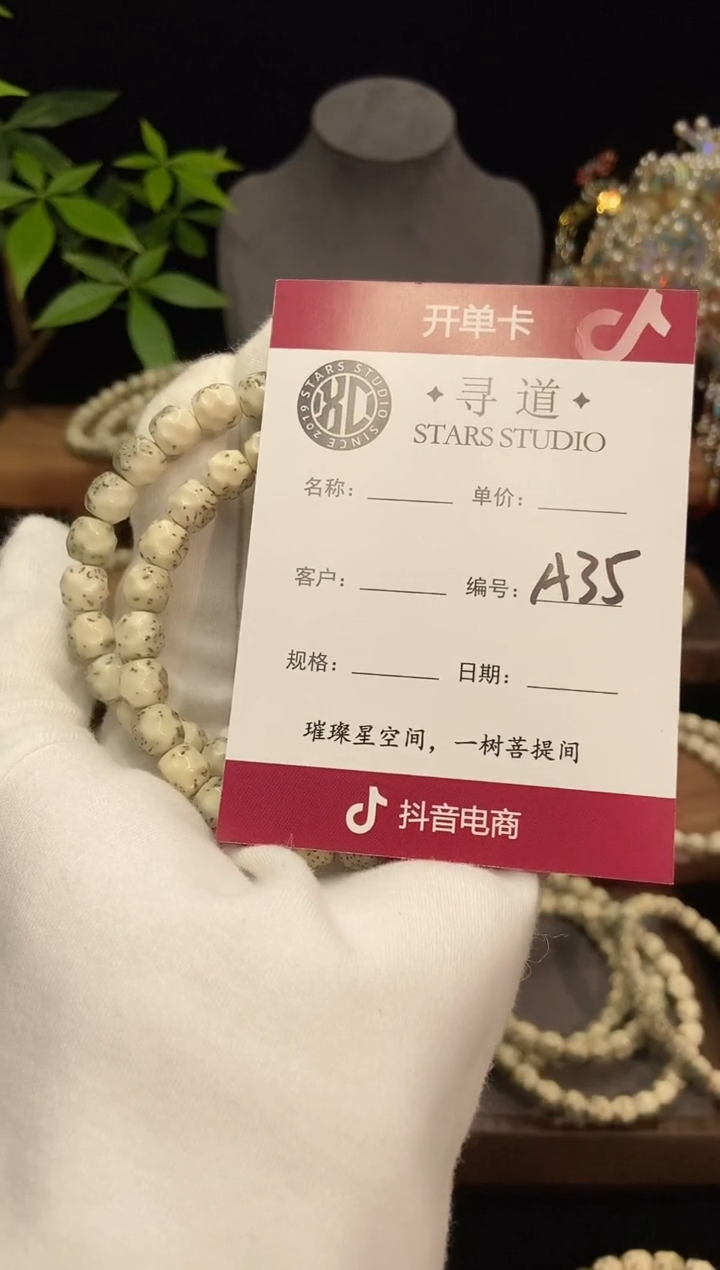 开单卡
STARS STUDIO SINCE 2019
XD
寻道
STARS STUDIO
名称: 单价:
客户: 编号: A35
规格: 日期:
璀璨星空间，一树菩提间
抖音电商